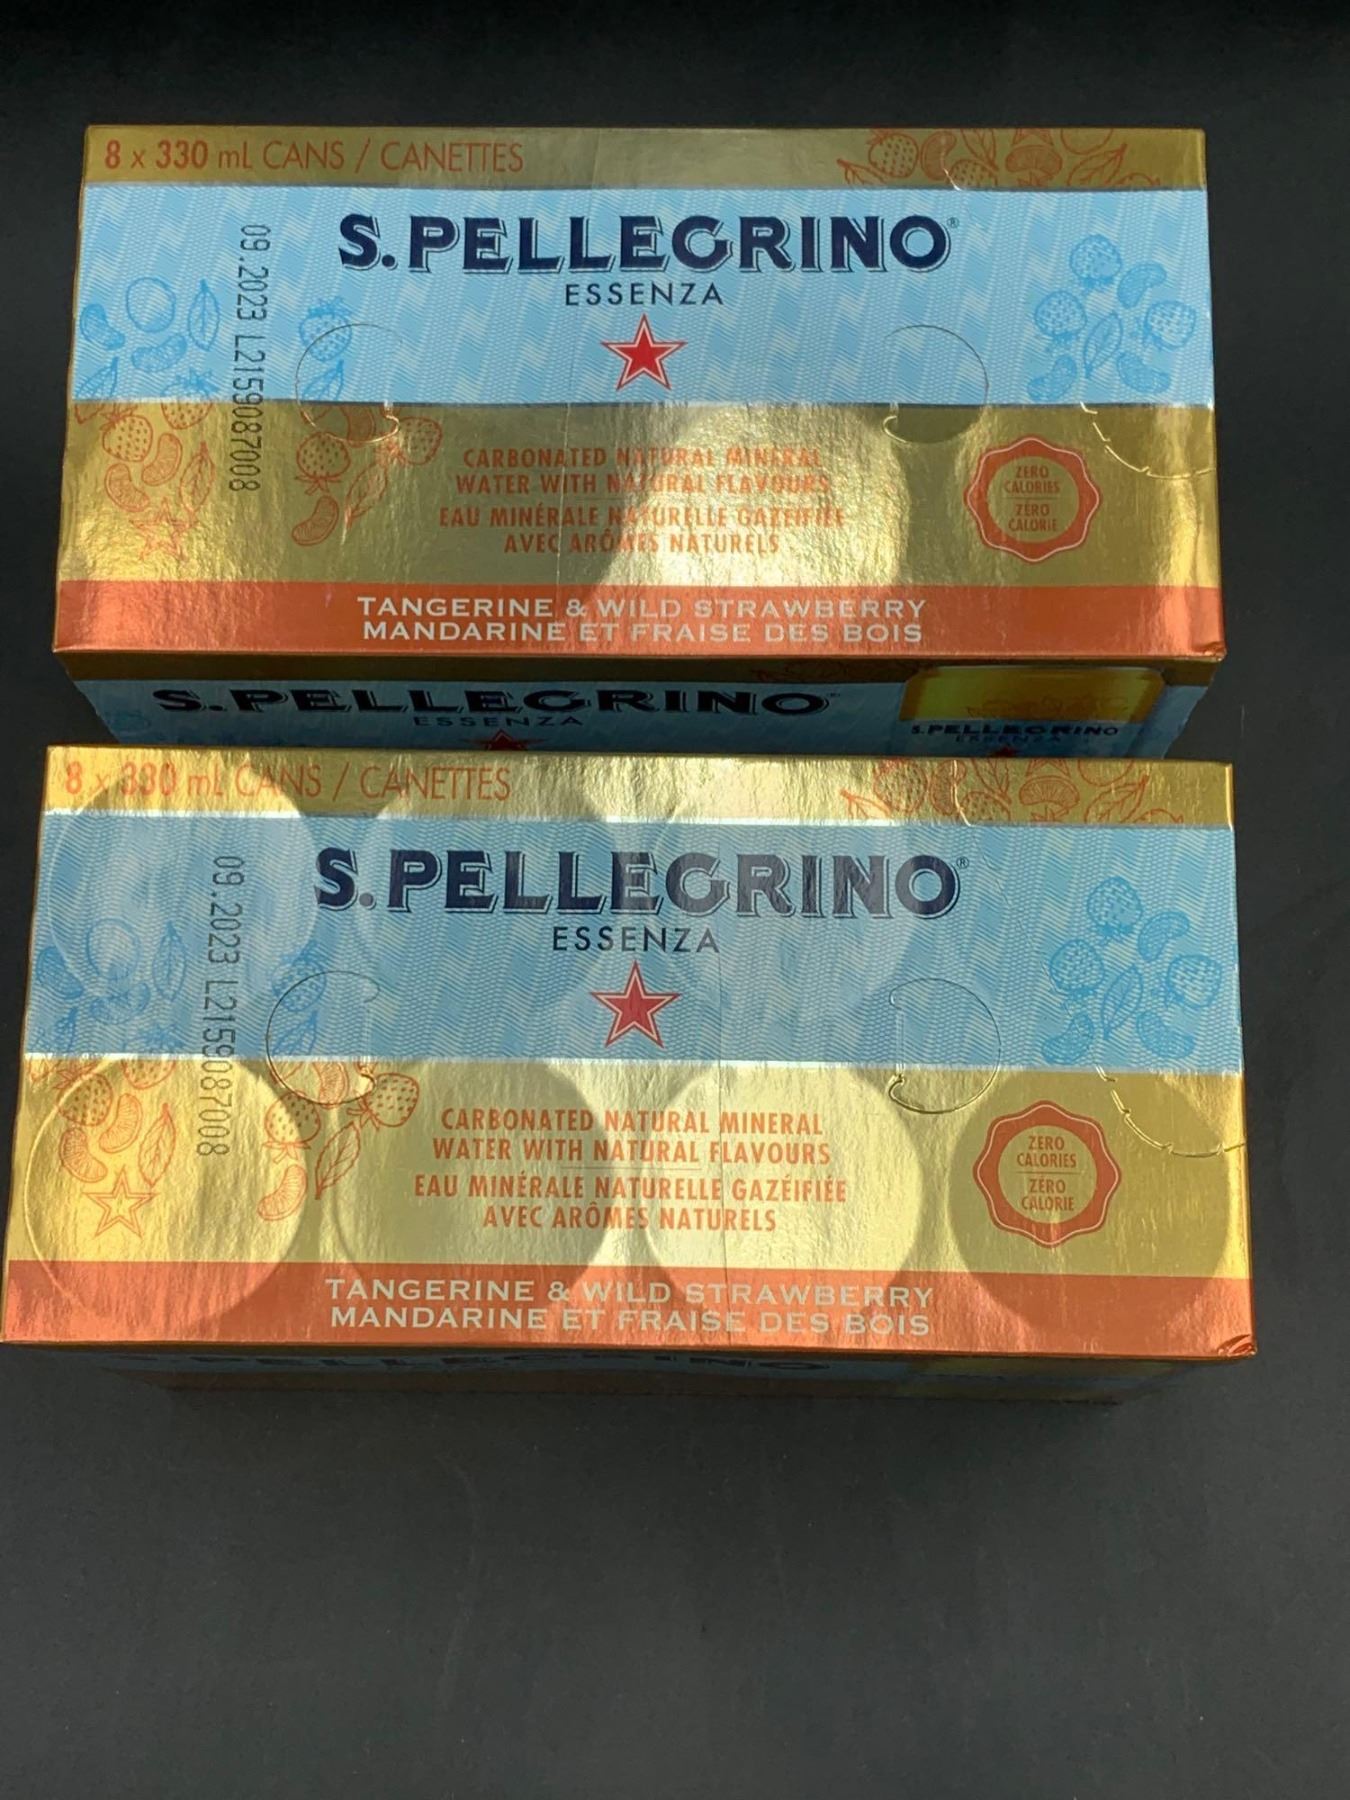 8 x 330 mL CANS / CANETTES
S.PELLEGRINO®
ESSENZA
09.2023 L2159087008
CARBONATED NATURAL MINERAL
WATER WITH NATURAL FLAVOURS
EAU MINÉRALE NATURELLE GAZÉIFIÉE
AVEC ARÔMES NATURELS
ZERO
CALORIES
ZÉRO
CALORIE
TANGERINE & WILD STRAWBERRY
MANDARINE ET FRAISE DES BOIS
S.PELLEGRINO®
ESSENZA
S.PELLEGRINO
ESSENZA
8 x 330 mL CANS / CANETTES
S.PELLEGRINO®
ESSENZA
09.2023 L2159087008
CARBONATED NATURAL MINERAL
WATER WITH NATURAL FLAVOURS
EAU MINÉRALE NATURELLE GAZÉIFIÉE
AVEC ARÔMES NATURELS
ZERO
CALORIES
ZÉRO
CALORIE
TANGERINE & WILD STRAWBERRY
MANDARINE ET FRAISE DES BOIS
S.PELLEGRINO